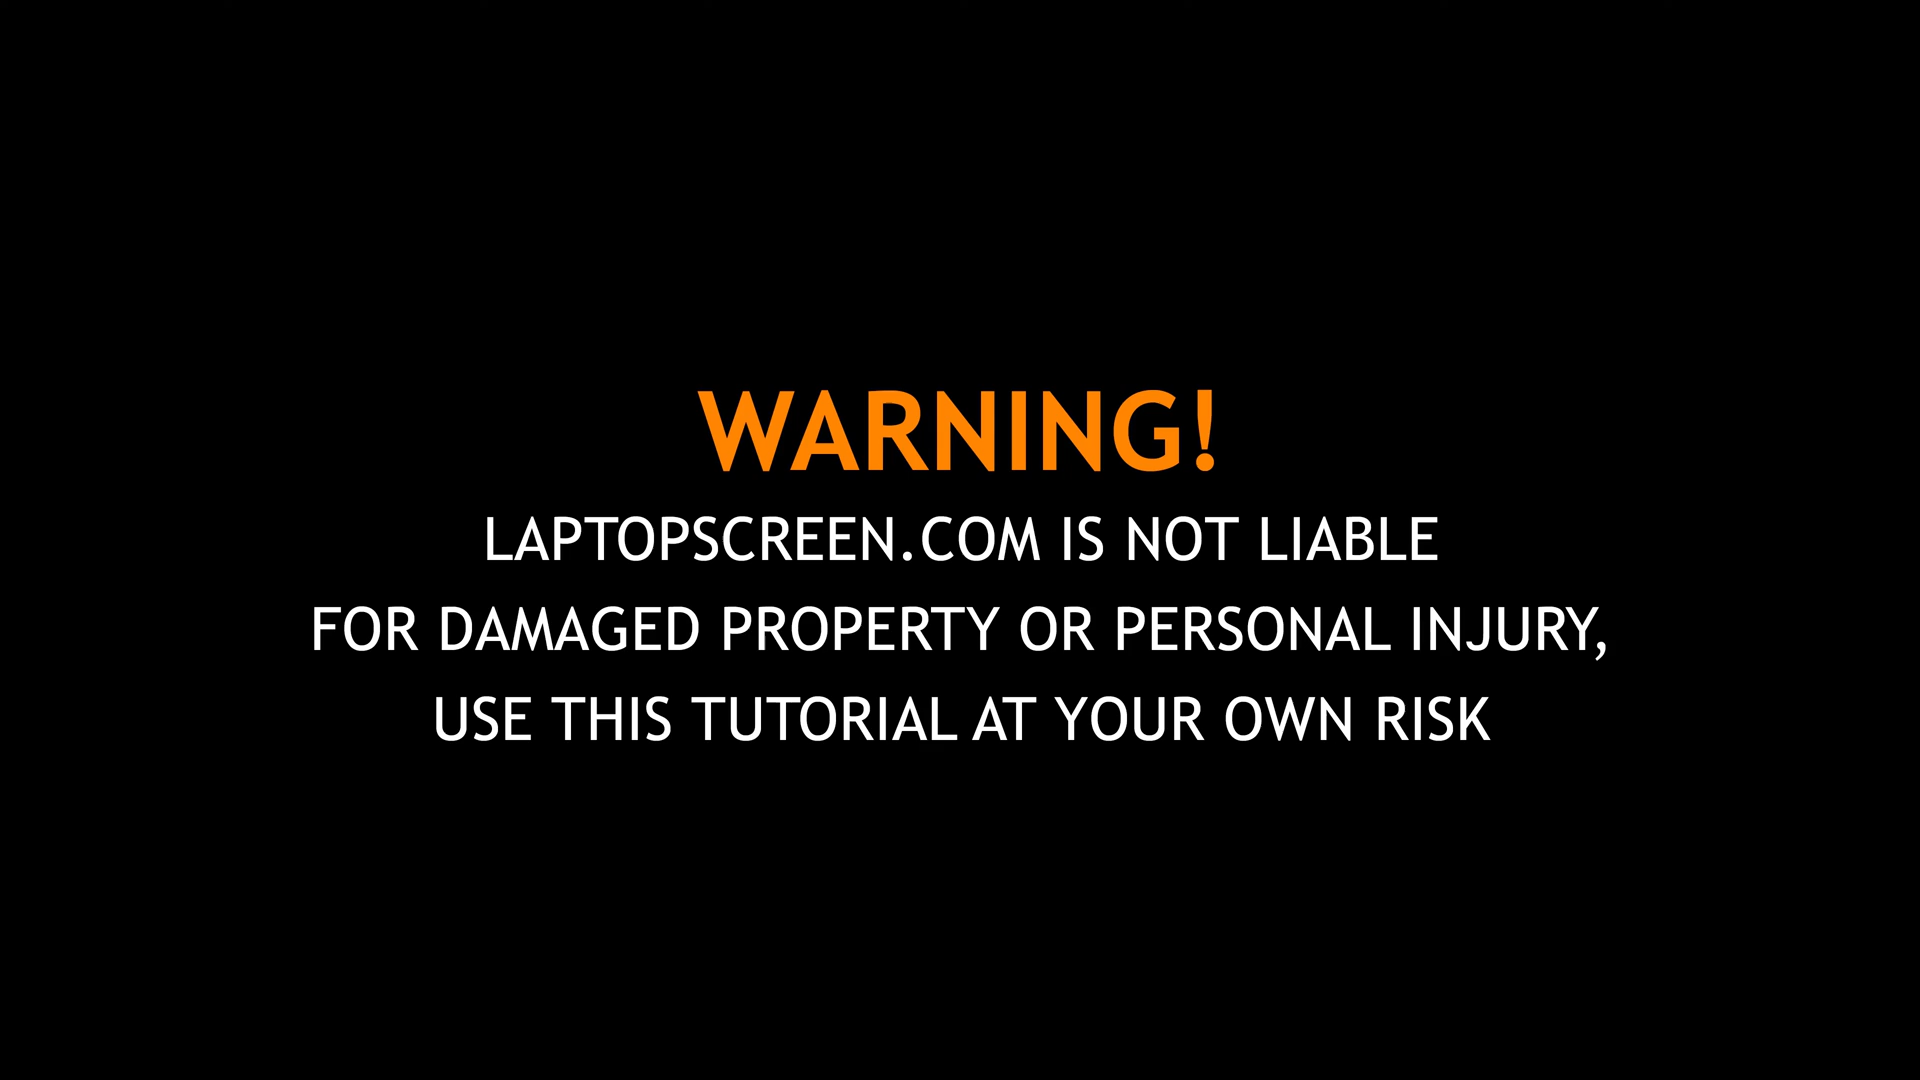 WARNING!
LAPTOPSCREEN.COM IS NOT LIABLE
FOR DAMAGED PROPERTY OR PERSONAL INJURY,
USE THIS TUTORIAL AT YOUR OWN RISK